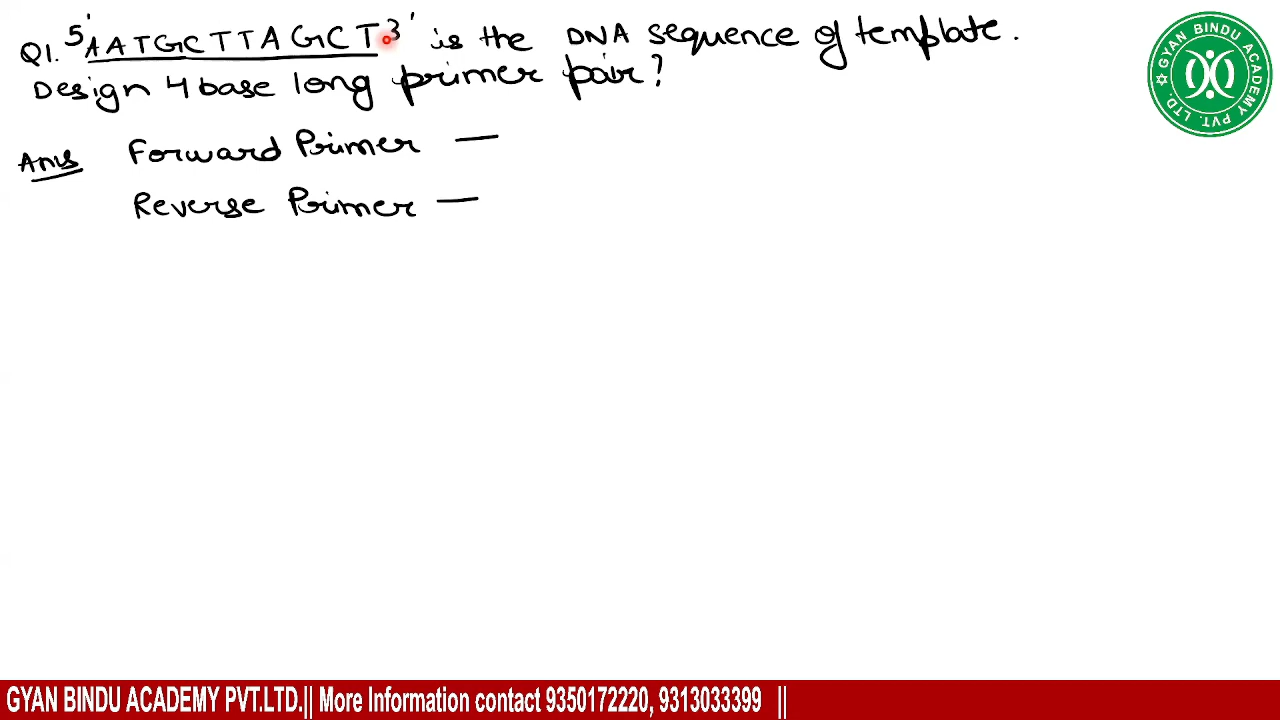 Q1. 5'AATGCTTAGCT3' is the DNA sequence of template.
Design 4 base long primer pair?
Ans Forward Primer —
Reverse Primer —
GYAN BINDU ACADEMY PVT. LTD.
GYAN BINDU ACADEMY PVT.LTD.|| More Information contact 9350172220, 9313033399 ||